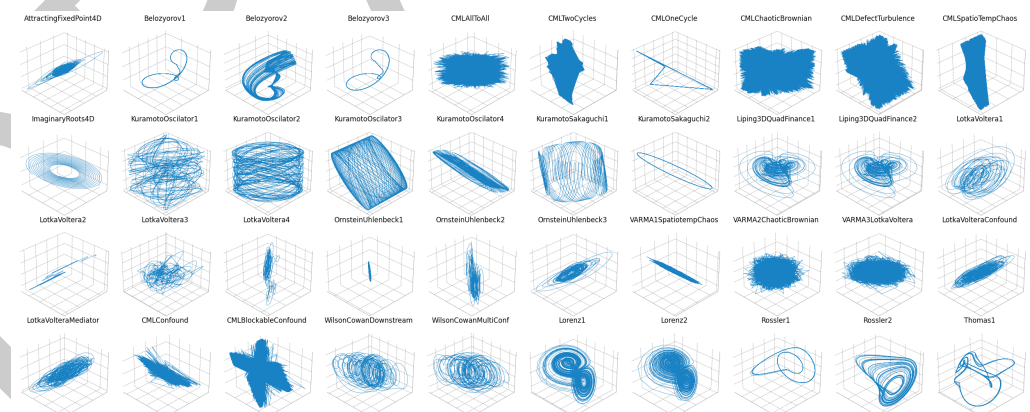 AttractingFixedPoint4D Belozyorov1 Belozyorov2 Belozyorov3 CMLAllToAll CMLTwoCycles CMLOneCycle CMLChaoticBrownian CMLDefectTurbulence CMLSpatioTempChaos
ImaginaryRoots4D KuramotoOscilator1 KuramotoOscilator2 KuramotoOscilator3 KuramotoOscilator4 KuramotoSakaguchi1 KuramotoSakaguchi2 Liping3DQuadFinance1 Liping3DQuadFinance2 LotkaVoltera1
LotkaVoltera2 LotkaVoltera3 LotkaVoltera4 OrnsteinUhlenbeck1 OrnsteinUhlenbeck2 OrnsteinUhlenbeck3 VARMA1SpatiotempChaos VARMA2ChaoticBrownian VARMA3LotkaVoltera LotkaVolteraConfound
LotkaVolteraMediator CMLConfound CMLBlockableConfound WilsonCowanDownstream WilsonCowanMultiConf Lorenz1 Lorenz2 Rossler1 Rossler2 Thomas1